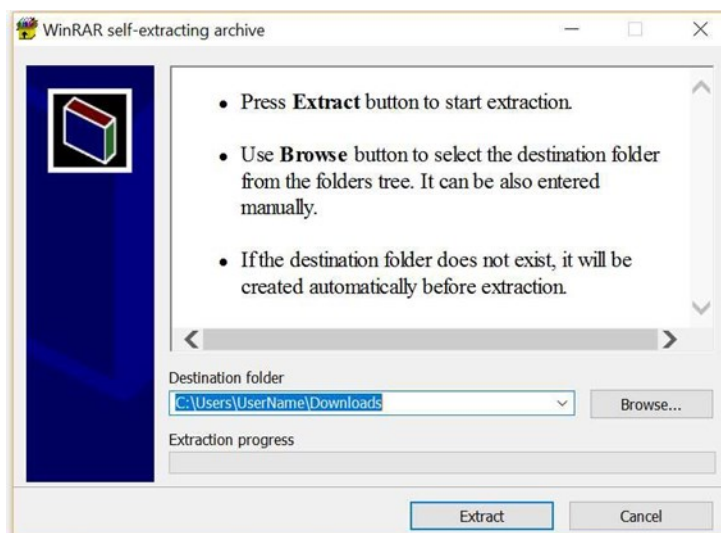 WinRAR self-extracting archive
• Press Extract button to start extraction.
• Use Browse button to select the destination folder
from the folders tree. It can be also entered
manually.
• If the destination folder does not exist, it will be
created automatically before extraction.
Destination folder
C:\Users\UserName\Downloads
Browse...
Extraction progress
Extract
Cancel